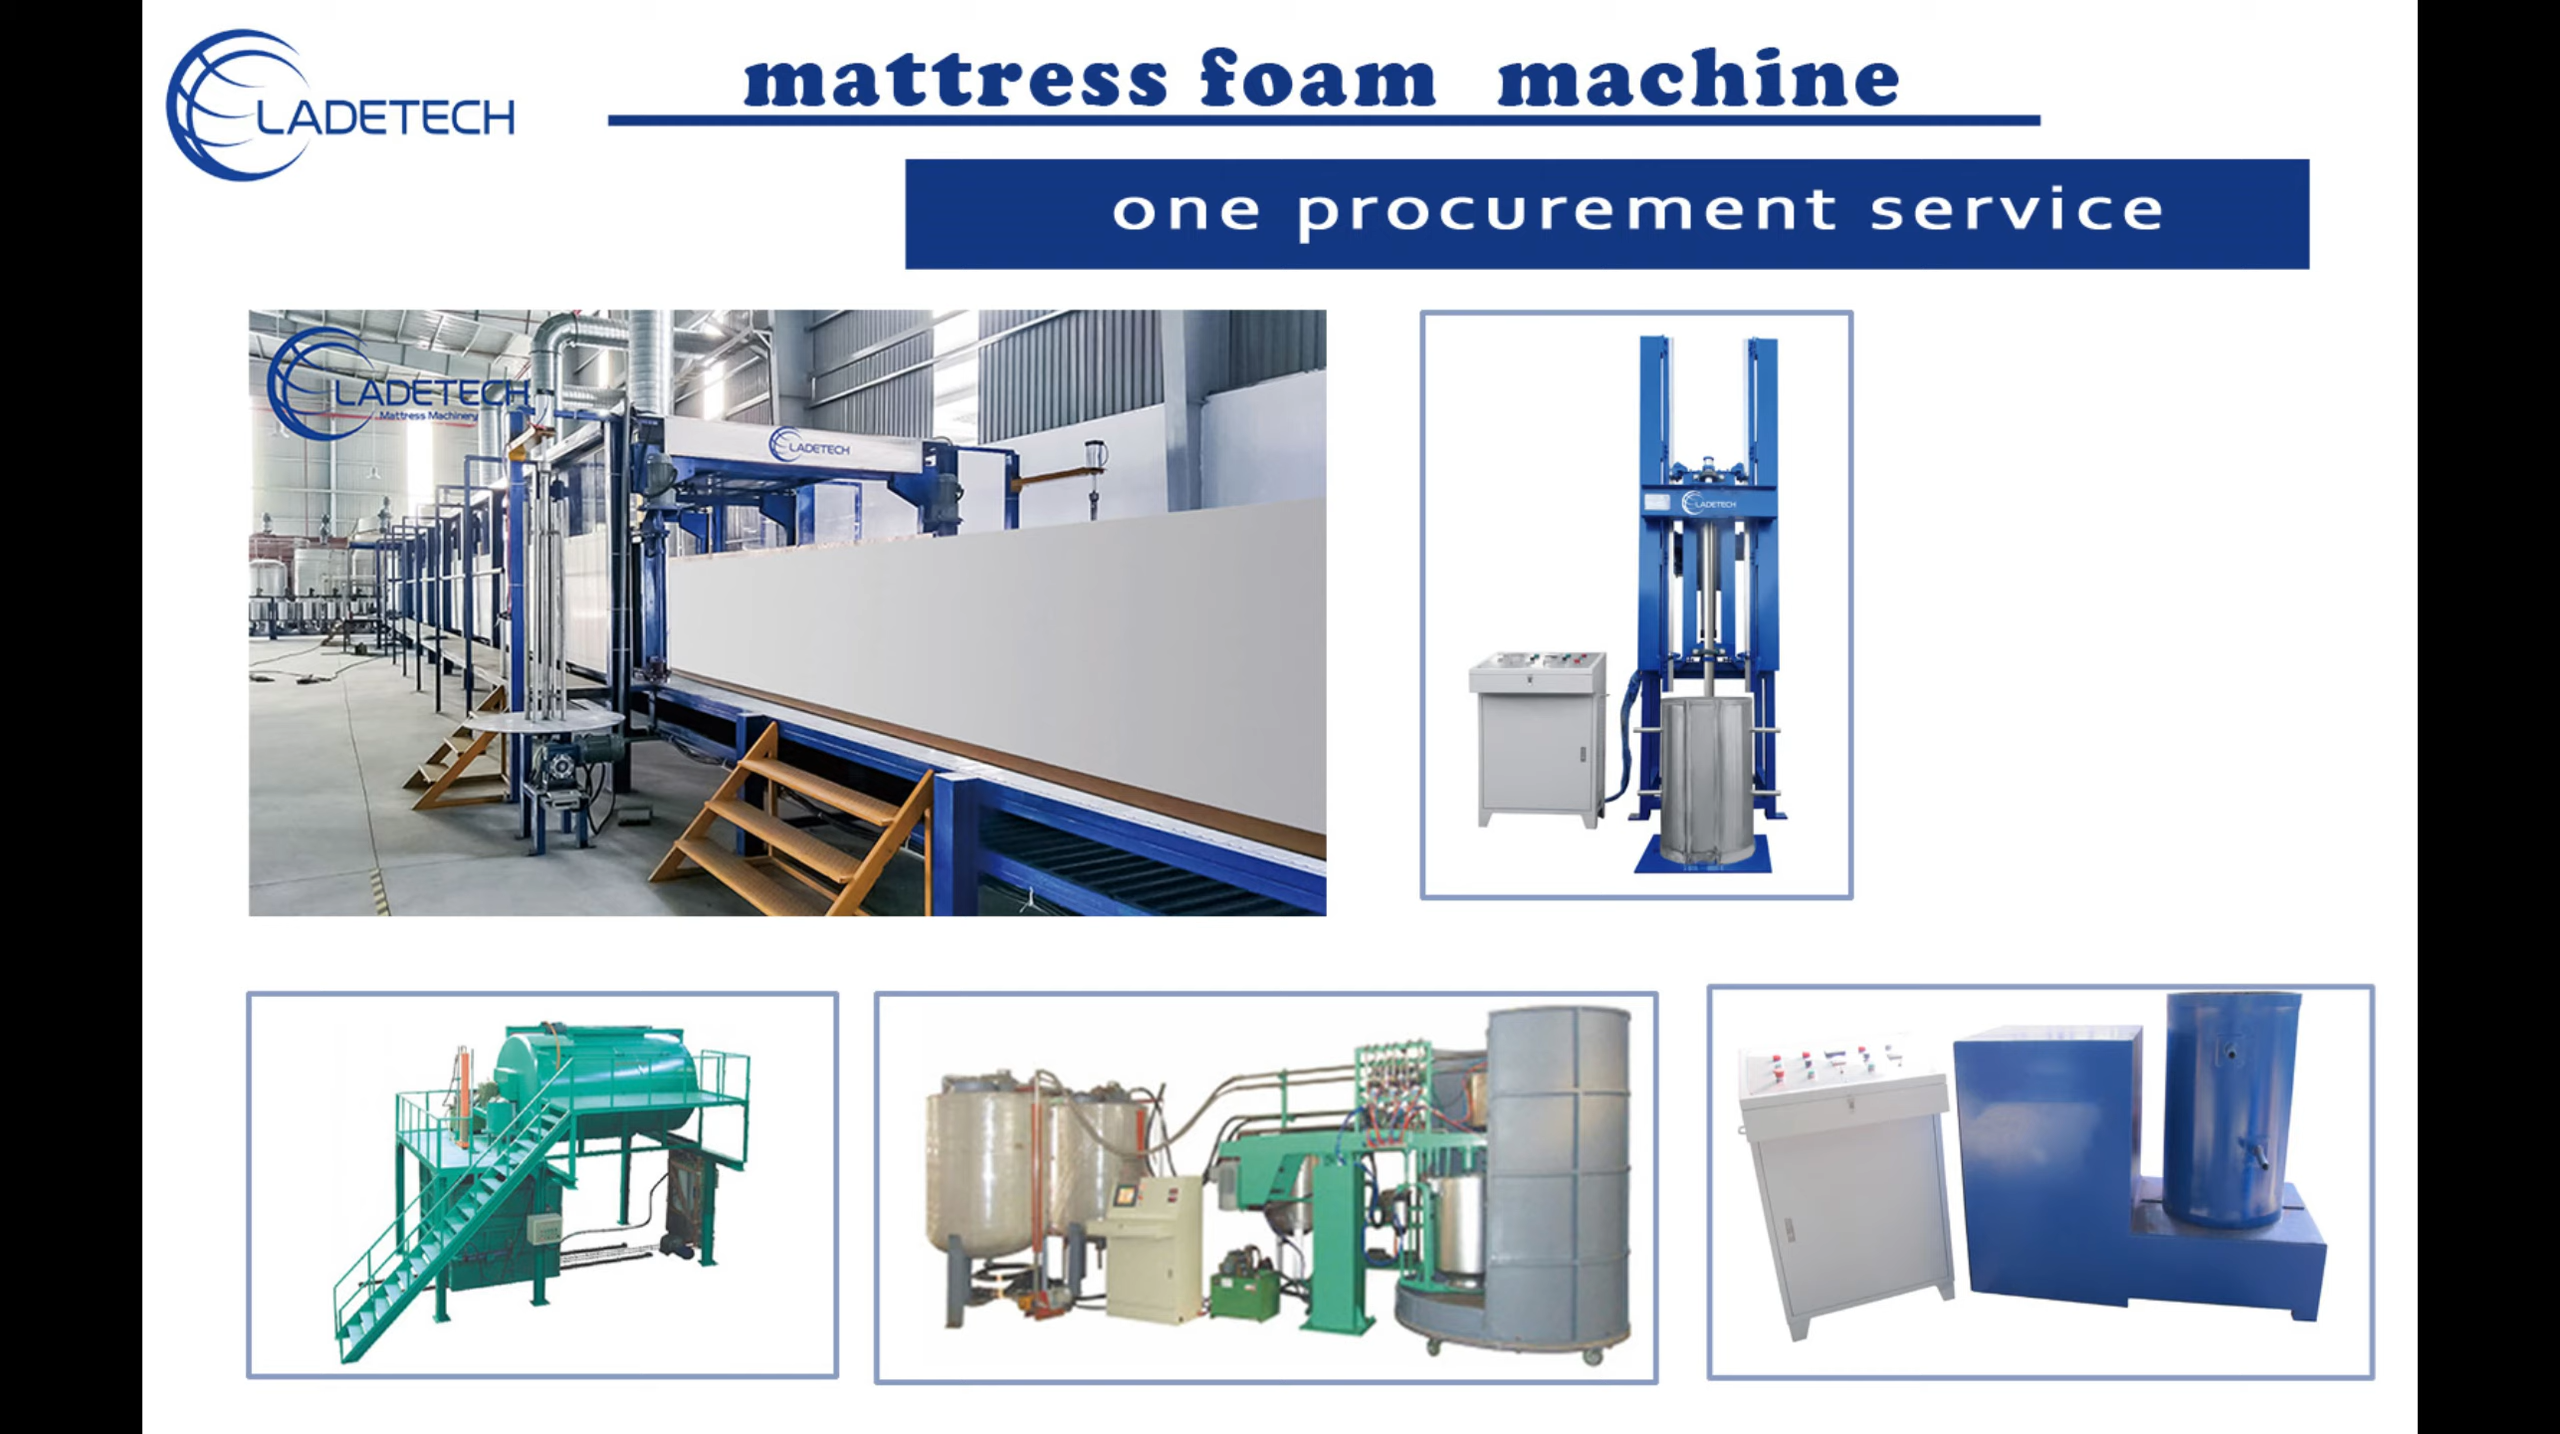 LADETECH
mattress foam machine
one procurement service
LADETECH
Mattress Machinery
LADETECH
LADETECH